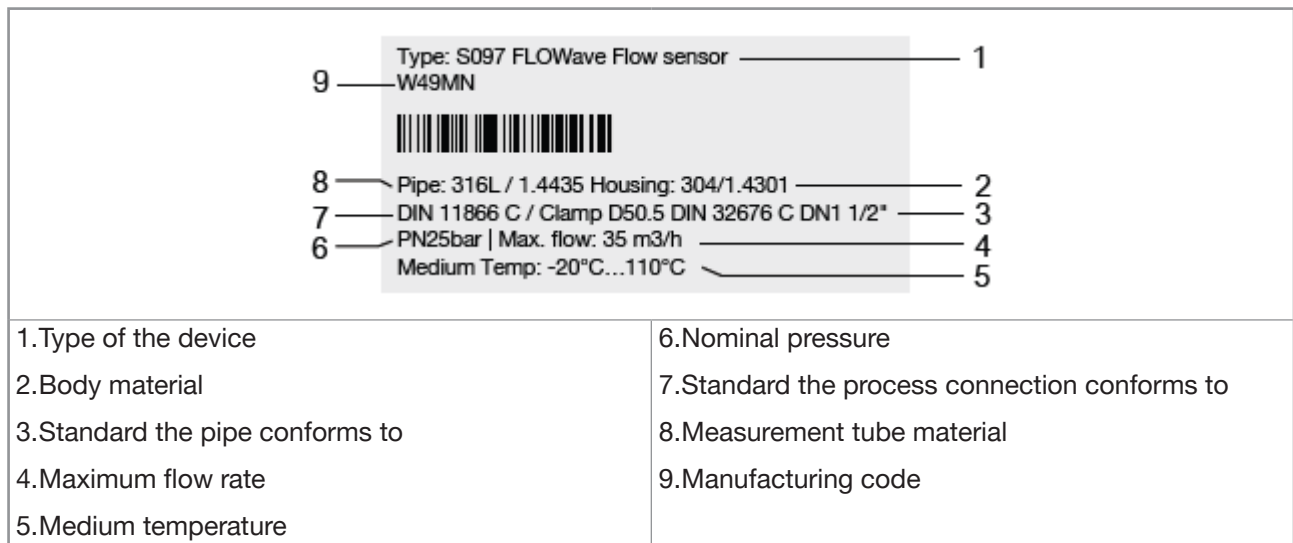 Type: S097 FLOWave Flow sensor 1
9 W49MN
8 Pipe: 316L / 1.4435 Housing: 304/1.4301 2
7 DIN 11866 C / Clamp D50.5 DIN 32676 C DN1 1/2" 3
6 PN25bar | Max. flow: 35 m3/h 4
Medium Temp: -20°C...110°C 5
1.Type of the device
2.Body material
3.Standard the pipe conforms to
4.Maximum flow rate
5.Medium temperature
6.Nominal pressure
7.Standard the process connection conforms to
8.Measurement tube material
9.Manufacturing code